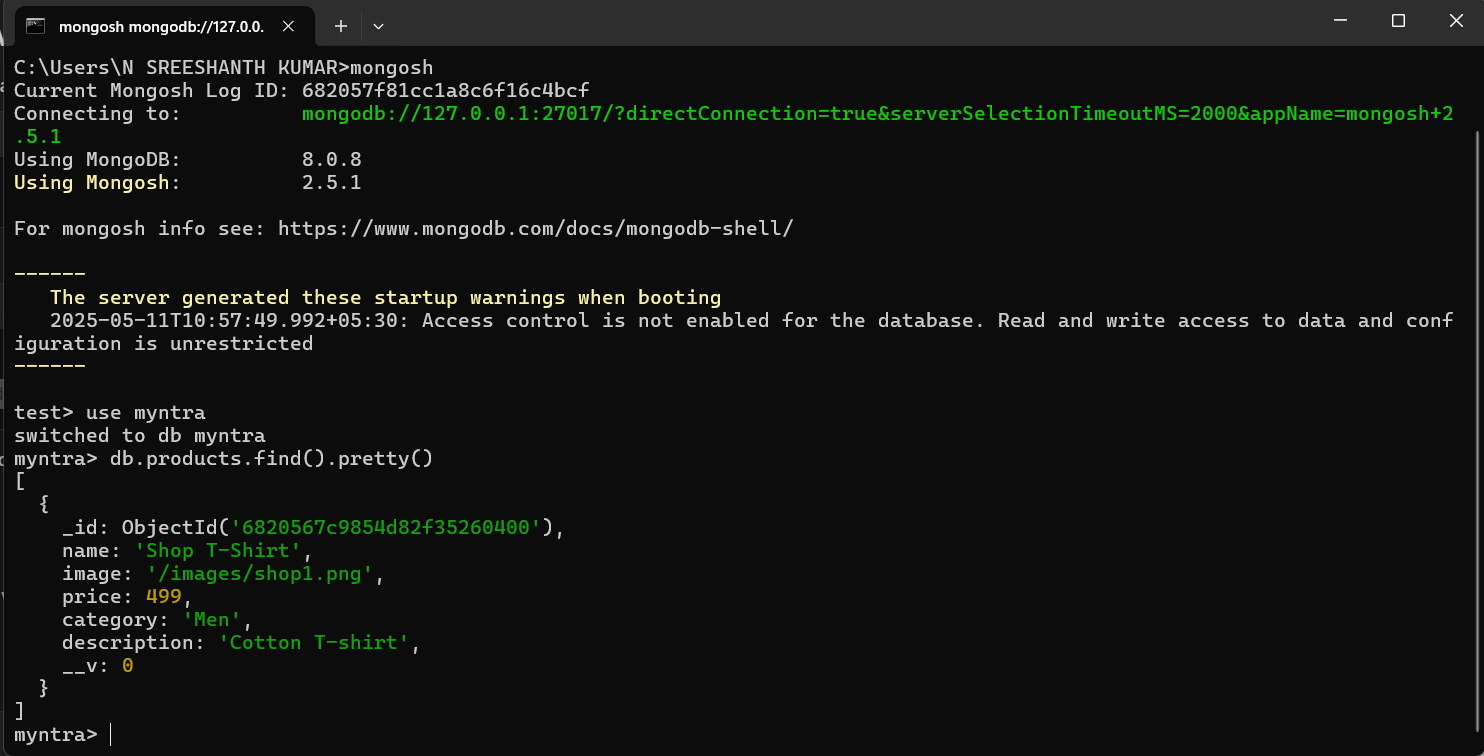 mongosh mongodb://127.0.0.
C:\Users\N SREESHANTH KUMAR>mongosh
Current Mongosh Log ID: 682057f81cc1a8c6f16c4bcf
Connecting to: mongodb://127.0.0.1:27017/?directConnection=true&serverSelectionTimeoutMS=2000&appName=mongosh+2
.5.1
Using MongoDB: 8.0.8
Using Mongosh: 2.5.1
For mongosh info see: https://www.mongodb.com/docs/mongodb-shell/
------
The server generated these startup warnings when booting
2025-05-11T10:57:49.992+05:30: Access control is not enabled for the database. Read and write access to data and conf
iguration is unrestricted
------
test> use myntra
switched to db myntra
myntra> db.products.find().pretty()
[
{
_id: ObjectId('6820567c9854d82f35260400'),
name: 'Shop T-Shirt',
image: '/images/shop1.png',
price: 499,
category: 'Men',
description: 'Cotton T-shirt',
__v: 0
}
]
myntra>